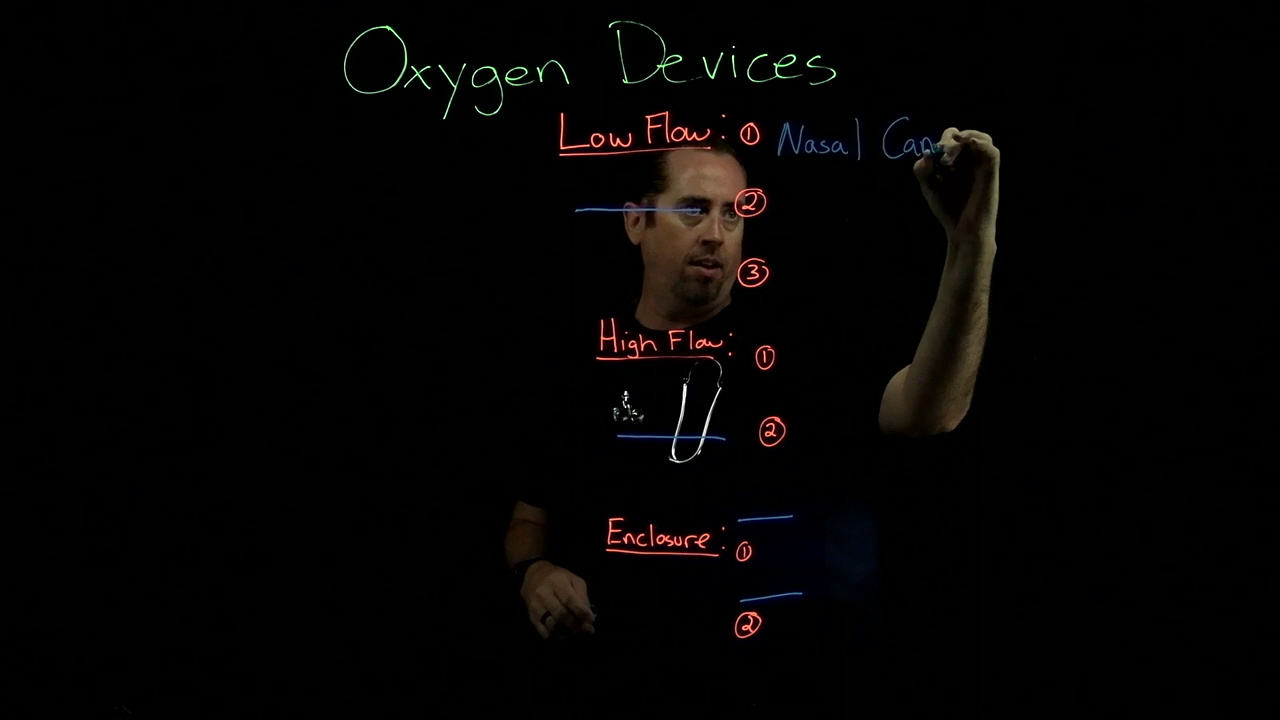 Oxygen Devices
Low Flow: ① Nasal Can
②
③
High Flow: ①
②
Enclosure:
①
②